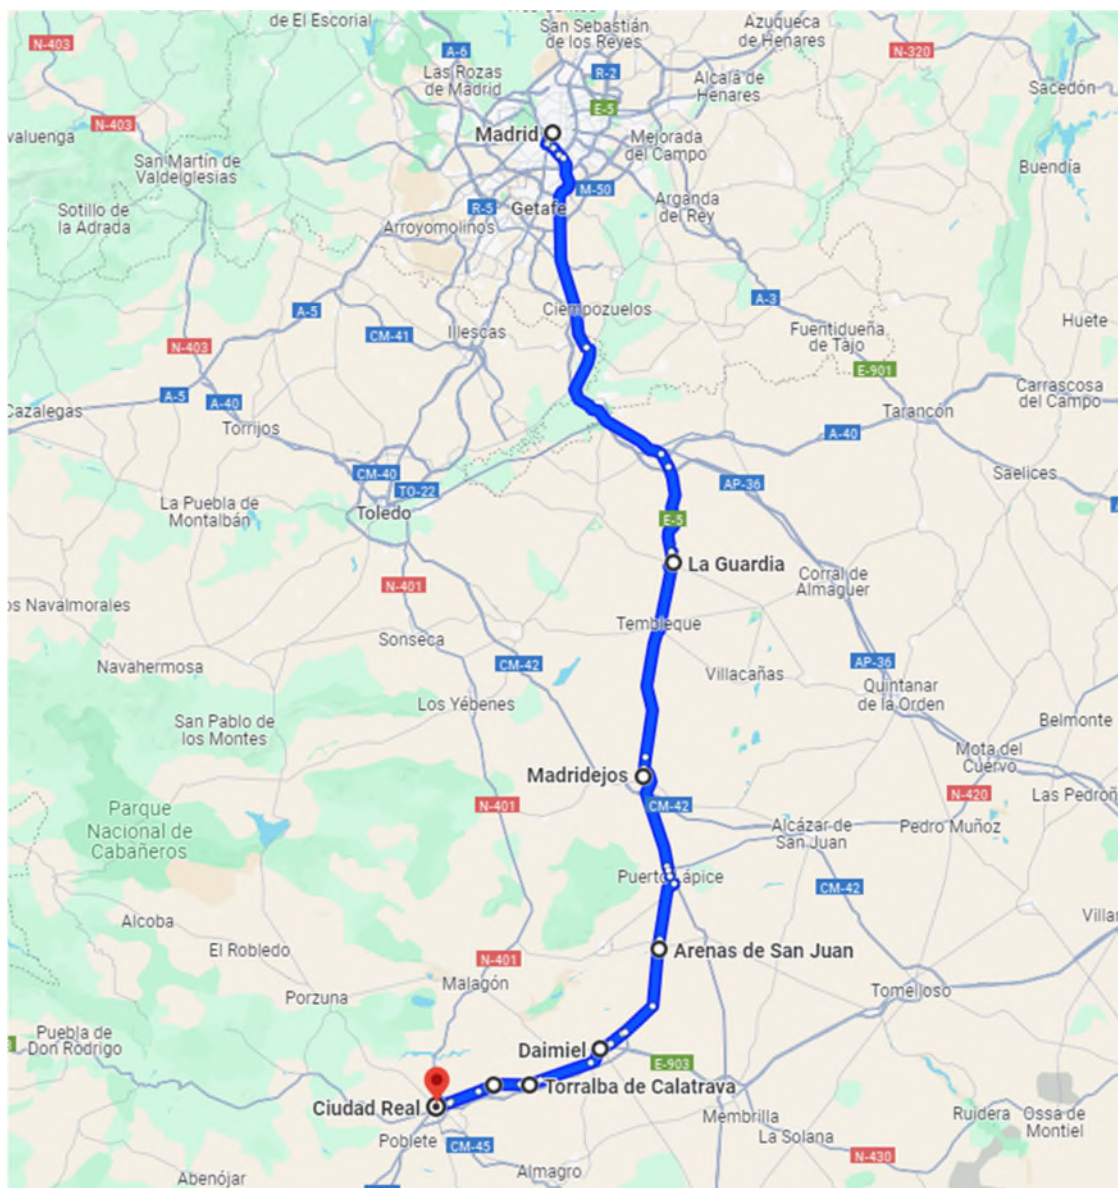 de El Escorial
San Sebastián
de los Reyes
Azuqueca
de Henares
N-403
A-6
N-320
Las Rozas
de Madrid
R-2
Alcalá de
Henares
Sacedón
E-5
N-403
Madrid
Mejorada
del Campo
valuenga
San Martín de
Valdeiglesias
Buendía
M-50
Arganda
del Rey
R-5
Getafe
Sotillo de
la Adrada
Arroyomolinos
A-3
Ciempozuelos
A-5
Huete
Illescas
CM-41
Fuentidueña
de Tajo
N-403
E-901
A-5
A-40
Carrascosa
del Campo
Cazalegas
Tarancón
Torrijos
A-40
CM-40
Saelices
AP-36
TO-22
La Puebla de
Montalbán
Toledo
E-5
La Guardia
Corral de
Almaguer
N-401
os Navalmorales
Tembleque
Sonseca
Navahermosa
CM-42
AP-36
Villacañas
Quintanar
de la Orden
Los Yébenes
San Pablo de
los Montes
Belmonte
Mota del
Cuervo
Madridejos
N-420
Las Pedroñ
Parque
Nacional de
Cabañeros
N-401
CM-42
Alcázar de
San Juan
Pedro Muñoz
Puerto Lápice
CM-42
Alcoba
Villar
El Robledo
Arenas de San Juan
N-401
Malagón
Porzuna
Tomelloso
Puebla de
Don Rodrigo
Daimiel
E-903
Torralba de Calatrava
Ciudad Real
Membrilla
Ruidera
Ossa de
Montiel
Poblete
CM-45
La Solana
N-430
Almagro
Abenójar